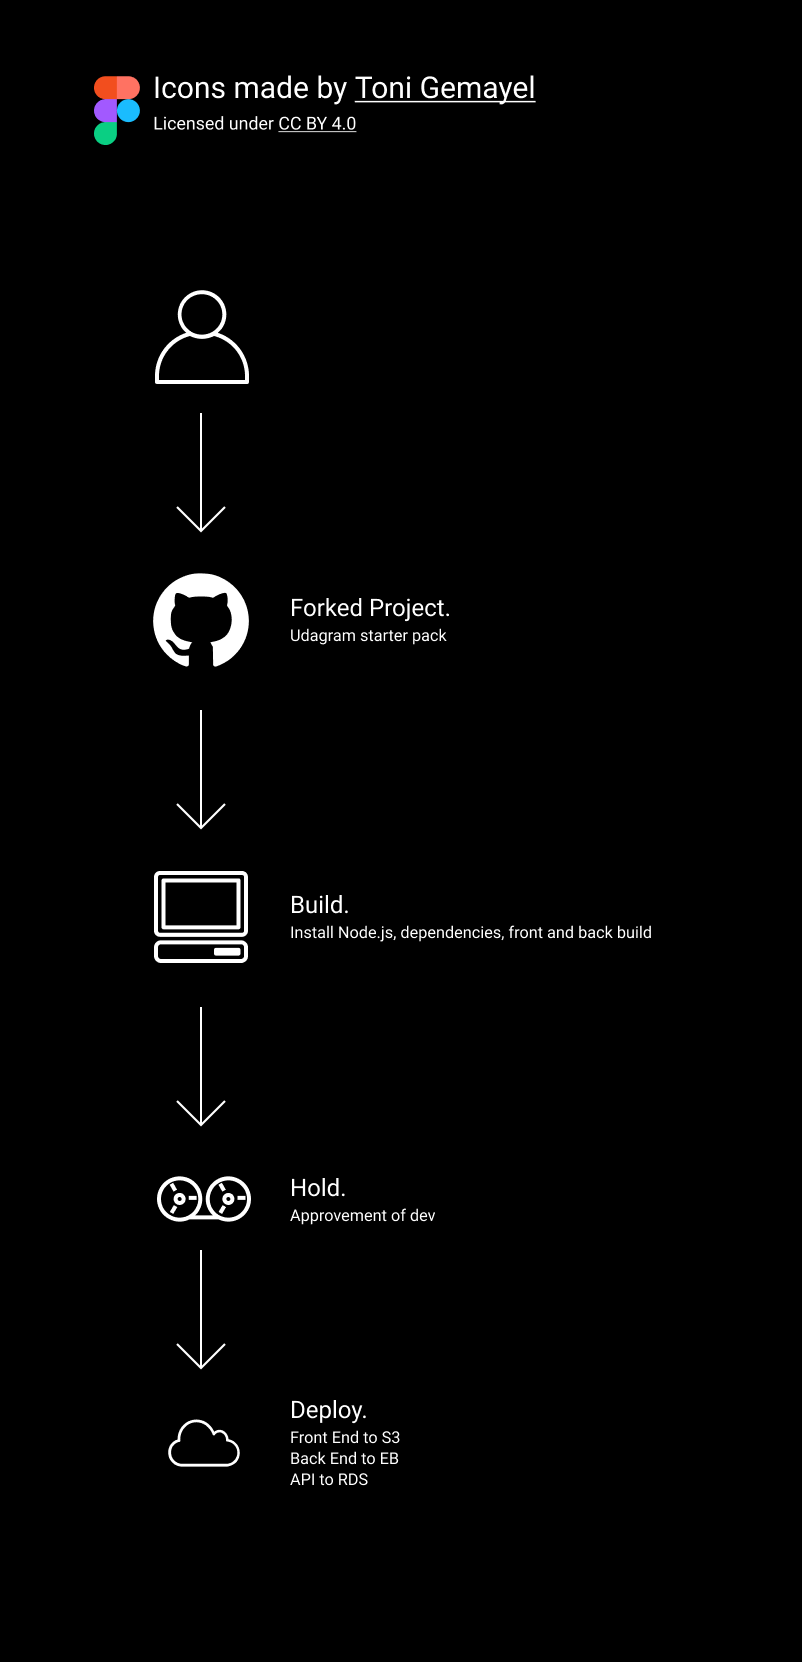 Icons made by Toni Gemayel
Licensed under CC BY 4.0
Forked Project.
Udagram starter pack
Build.
Install Node.js, dependencies, front and back build
Hold.
Approvement of dev
Deploy.
Front End to S3
Back End to EB
API to RDS